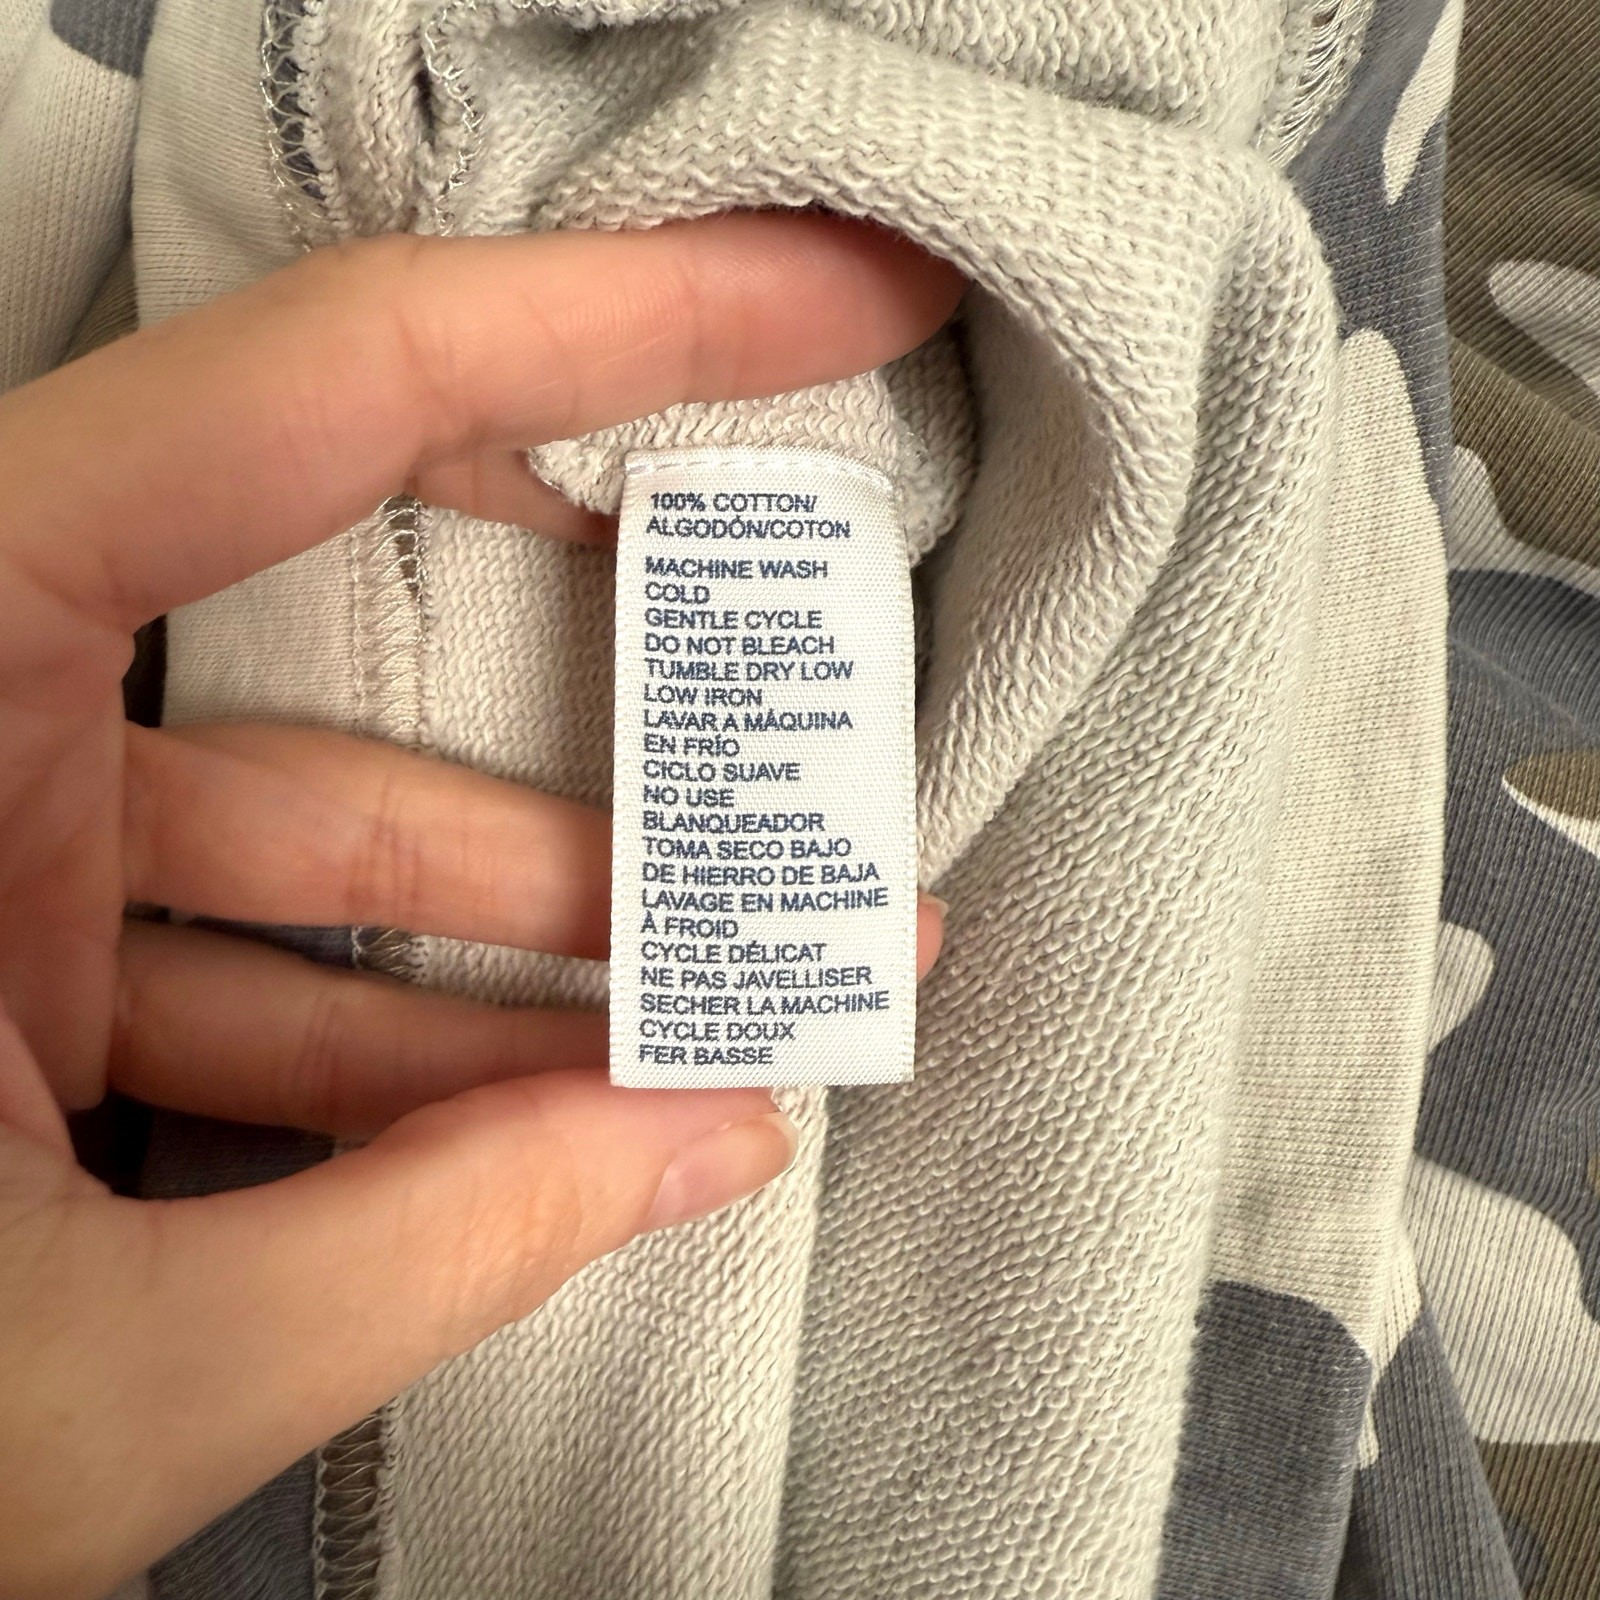 100% COTTON/
ALGODÓN/COTON
MACHINE WASH
COLD
GENTLE CYCLE
DO NOT BLEACH
TUMBLE DRY LOW
LOW IRON
LAVAR A MÁQUINA
EN FRÍO
CICLO SUAVE
NO USE
BLANQUEADOR
TOMA SECO BAJO
DE HIERRO DE BAJA
LAVAGE EN MACHINE
À FROID
CYCLE DÉLICAT
NE PAS JAVELLISER
SECHER LA MACHINE
CYCLE DOUX
FER BASSE